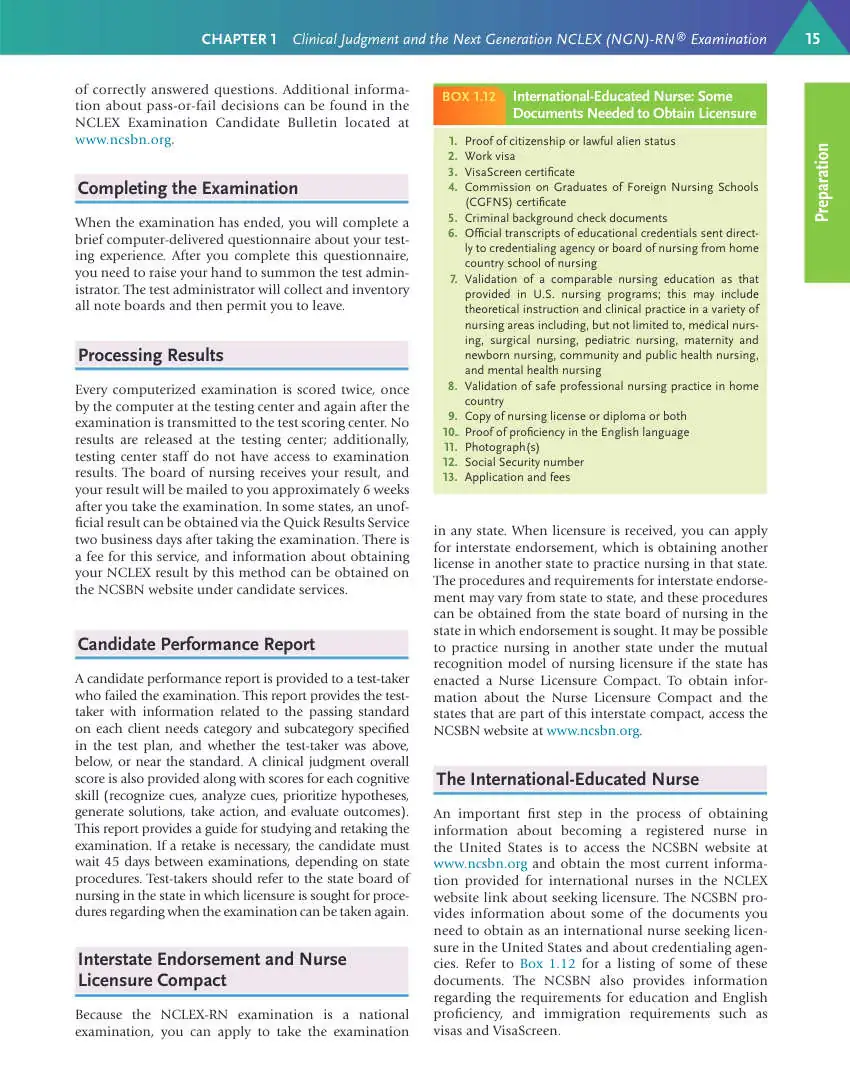 CHAPTER 1 Clinical Judgment and the Next Generation NCLEX (NGN)-RN® Examination 15
of correctly answered questions. Additional informa-
tion about pass-or-fail decisions can be found in the
NCLEX Examination Candidate Bulletin located at
www.ncsbn.org.
Completing the Examination
When the examination has ended, you will complete a
brief computer-delivered questionnaire about your test-
ing experience. After you complete this questionnaire,
you need to raise your hand to summon the test admin-
istrator. The test administrator will collect and inventory
all note boards and then permit you to leave.
Processing Results
Every computerized examination is scored twice, once
by the computer at the testing center and again after the
examination is transmitted to the test scoring center. No
results are released at the testing center; additionally,
testing center staff do not have access to examination
results. The board of nursing receives your result, and
your result will be mailed to you approximately 6 weeks
after you take the examination. In some states, an unof-
ficial result can be obtained via the Quick Results Service
two business days after taking the examination. There is
a fee for this service, and information about obtaining
your NCLEX result by this method can be obtained on
the NCSBN website under candidate services.
Candidate Performance Report
A candidate performance report is provided to a test-taker
who failed the examination. This report provides the test-
taker with information related to the passing standard
on each client needs category and subcategory specified
in the test plan, and whether the test-taker was above,
below, or near the standard. A clinical judgment overall
score is also provided along with scores for each cognitive
skill (recognize cues, analyze cues, prioritize hypotheses,
generate solutions, take action, and evaluate outcomes).
This report provides a guide for studying and retaking the
examination. If a retake is necessary, the candidate must
wait 45 days between examinations, depending on state
procedures. Test-takers should refer to the state board of
nursing in the state in which licensure is sought for proce-
dures regarding when the examination can be taken again.
Interstate Endorsement and Nurse
Licensure Compact
Because the NCLEX-RN examination is a national
examination, you can apply to take the examination
BOX 1.12 International-Educated Nurse: Some
Documents Needed to Obtain Licensure
1. Proof of citizenship or lawful alien status
2. Work visa
3. VisaScreen certificate
4. Commission on Graduates of Foreign Nursing Schools
(CGFNS) certificate
5. Criminal background check documents
6. Official transcripts of educational credentials sent direct-
ly to credentialing agency or board of nursing from home
country school of nursing
7. Validation of a comparable nursing education as that
provided in U.S. nursing programs; this may include
theoretical instruction and clinical practice in a variety of
nursing areas including, but not limited to, medical nurs-
ing, surgical nursing, pediatric nursing, maternity and
newborn nursing, community and public health nursing,
and mental health nursing
8. Validation of safe professional nursing practice in home
country
9. Copy of nursing license or diploma or both
10.. Proof of proficiency in the English language
11. Photograph(s)
12. Social Security number
13. Application and fees
in any state. When licensure is received, you can apply
for interstate endorsement, which is obtaining another
license in another state to practice nursing in that state.
The procedures and requirements for interstate endorse-
ment may vary from state to state, and these procedures
can be obtained from the state board of nursing in the
state in which endorsement is sought. It may be possible
to practice nursing in another state under the mutual
recognition model of nursing licensure if the state has
enacted a Nurse Licensure Compact. To obtain infor-
mation about the Nurse Licensure Compact and the
states that are part of this interstate compact, access the
NCSBN website at www.ncsbn.org.
The International-Educated Nurse
An important first step in the process of obtaining
information about becoming a registered nurse in
the United States is to access the NCSBN website at
www.ncsbn.org and obtain the most current informa-
tion provided for international nurses in the NCLEX
website link about seeking licensure. The NCSBN pro-
vides information about some of the documents you
need to obtain as an international nurse seeking licen-
sure in the United States and about credentialing agen-
cies. Refer to Box 1.12 for a listing of some of these
documents. The NCSBN also provides information
regarding the requirements for education and English
proficiency, and immigration requirements such as
visas and VisaScreen.
Preparation